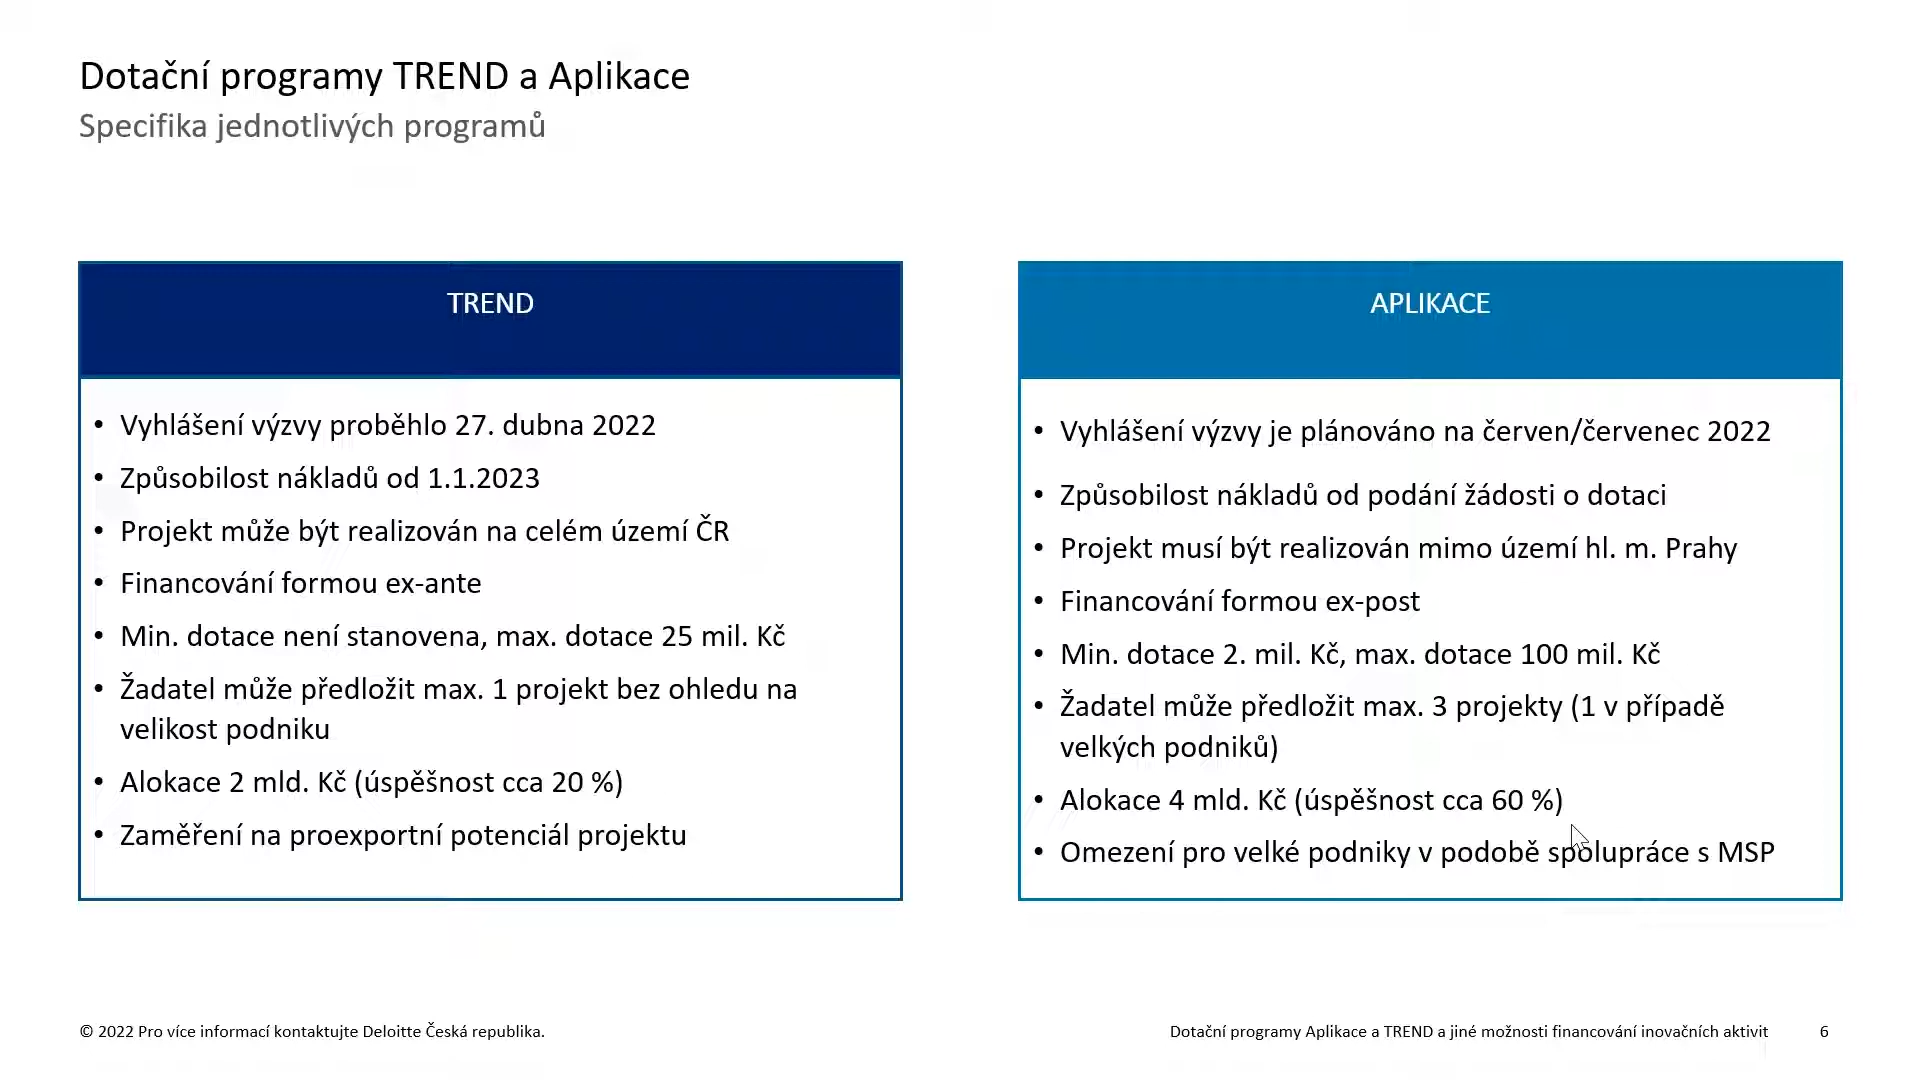 Dotační programy TREND a Aplikace
Specifika jednotlivých programů
TREND
• Vyhlášení výzvy proběhlo 27. dubna 2022
• Způsobilost nákladů od 1.1.2023
• Projekt může být realizován na celém území ČR
• Financování formou ex-ante
• Min. dotace není stanovena, max. dotace 25 mil. Kč
• Žadatel může předložit max. 1 projekt bez ohledu na
velikost podniku
• Alokace 2 mld. Kč (úspěšnost cca 20 %)
• Zaměření na proexportní potenciál projektu
APLIKACE
• Vyhlášení výzvy je plánováno na červen/červenec 2022
• Způsobilost nákladů od podání žádosti o dotaci
• Projekt musí být realizován mimo území hl. m. Prahy
• Financování formou ex-post
• Min. dotace 2. mil. Kč, max. dotace 100 mil. Kč
• Žadatel může předložit max. 3 projekty (1 v případě
velkých podniků)
• Alokace 4 mld. Kč (úspěšnost cca 60 %)
• Omezení pro velké podniky v podobě spolupráce s MSP
© 2022 Pro více informací kontaktujte Deloitte Česká republika.
Dotační programy Aplikace a TREND a jiné možnosti financování inovačních aktivit
6